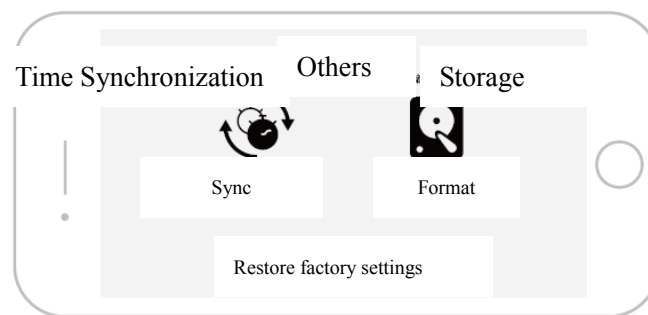 Others
Time Synchronization
Storage
Sync
Format
Restore factory settings